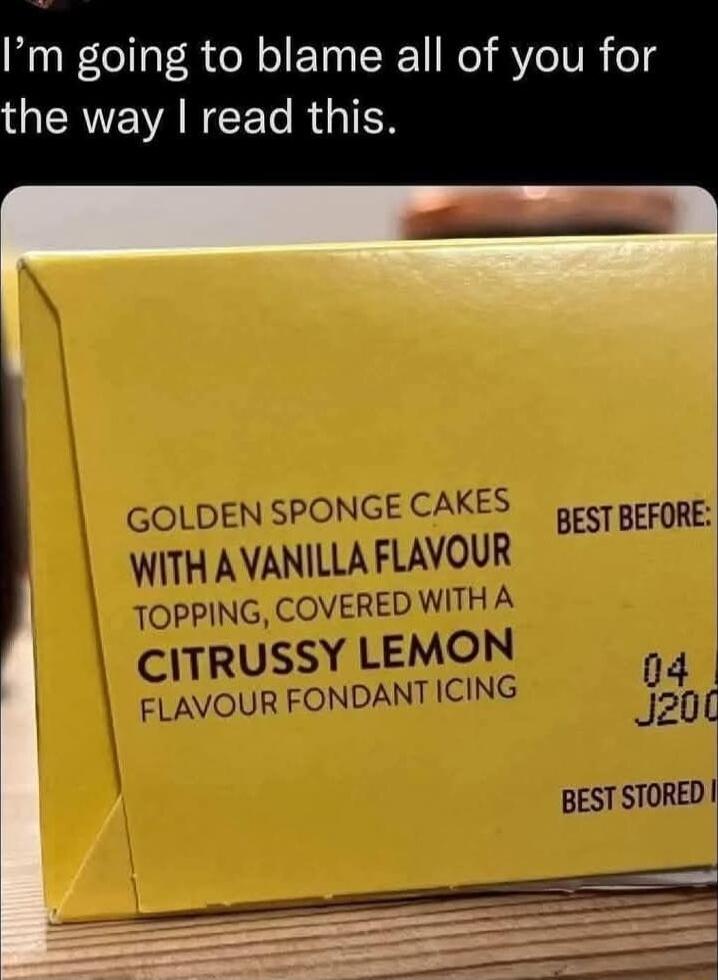 I'm going to blame all of you for
the way I read this.
GOLDEN SPONGE CAKES
WITH A VANILLA FLAVOUR
TOPPING, COVERED WITH A
CITRUSSY LEMON
FLAVOUR FONDANT ICING
BEST BEFORE:
04
J200
BEST STORED